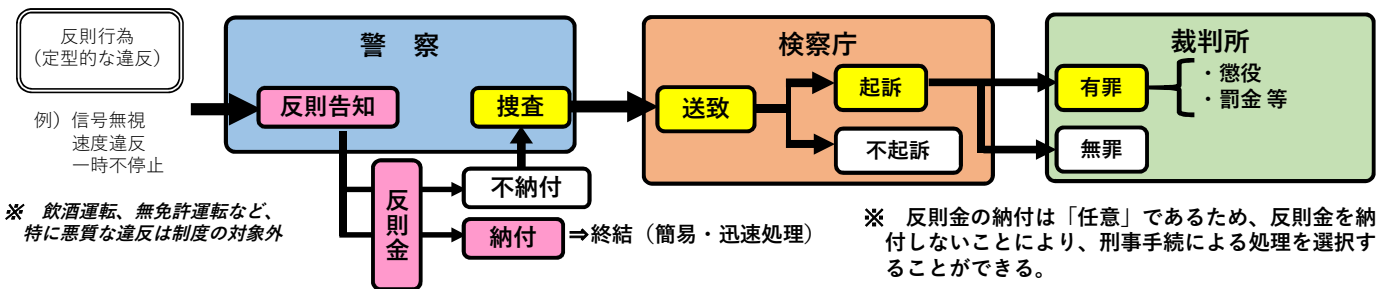 反則行為
(定型的な違反)
例）信号無視
速度違反
一時不停止
※　飲酒運転、無免許運転など、
特に悪質な違反は制度の対象外
警　察
反則告知
捜査
反則金
不納付
納付
⇒終結（簡易・迅速処理）
検察庁
送致
起訴
不起訴
裁判所
有罪
・懲役
・罰金 等
無罪
※　反則金の納付は「任意」であるため、反則金を納
付しないことにより、刑事手続による処理を選択す
ることができる。